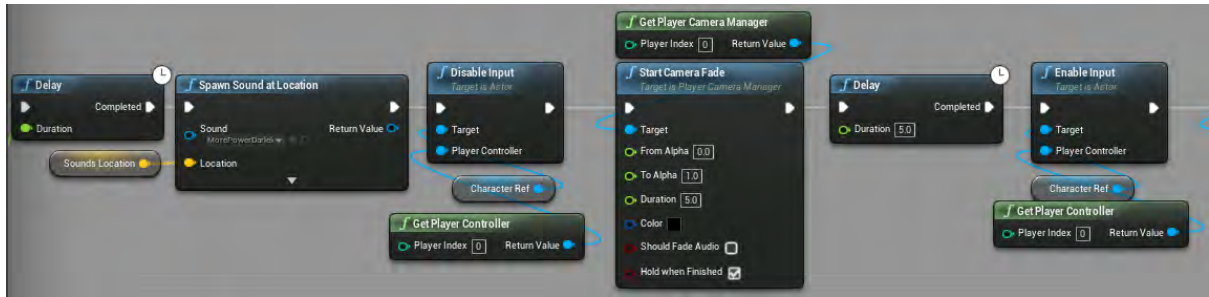 Delay
Completed
Duration
Sounds Location
Spawn Sound at Location
Sound
Return Value
Location
Disable Input
Target is Actor
Target
Player Controller
Character Ref
Get Player Controller
Player Index 0 Return Value
Get Player Camera Manager
Player Index 0 Return Value
Start Camera Fade
Target is Player Camera Manager
Target
From Alpha 0.0
To Alpha 1.0
Duration 5.0
Color
Should Fade Audio
Hold when Finished
Delay
Completed
Duration 5.0
Enable Input
Target is Actor
Target
Player Controller
Character Ref
Get Player Controller
Player Index 0 Return Value